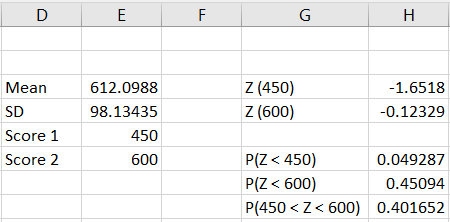 D E F G H
Mean 612.0988 Z (450) -1.6518
SD 98.13435 Z (600) -0.12329
Score 1 450
Score 2 600 P(Z < 450) 0.049287
P(Z < 600) 0.45094
P(450 < Z < 600) 0.401652